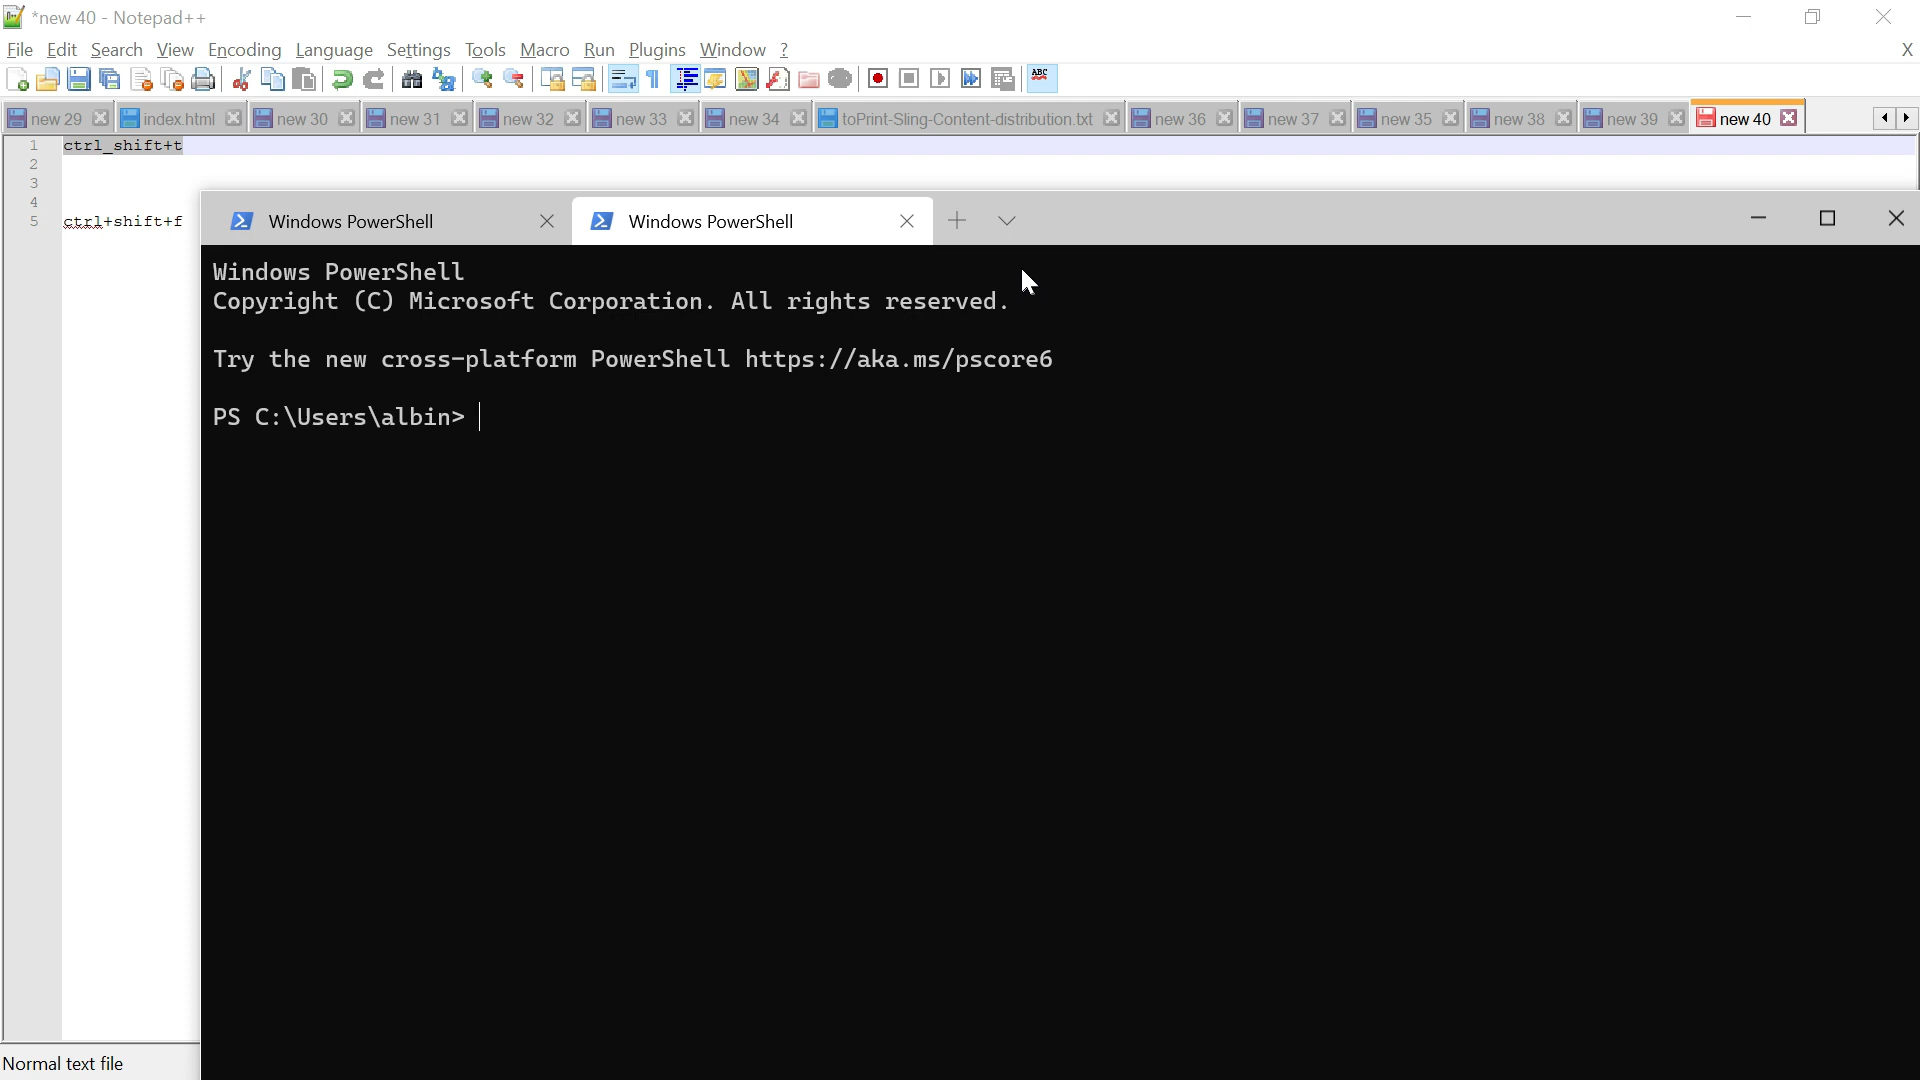 *new 40 - Notepad++
File Edit Search View Encoding Language Settings Tools Macro Run Plugins Window ? X
ABC
new 29 index.html new 30 new 31 new 32 new 33 new 34 toPrint-Sling-Content-distribution.txt new 36 new 37 new 35 new 38 new 39 new 40
1 ctrl_shift+t
2
3
4
5 ctrl+shift+f
Windows PowerShell Windows PowerShell
Windows PowerShell
Copyright (C) Microsoft Corporation. All rights reserved.
Try the new cross-platform PowerShell https://aka.ms/pscore6
PS C:\Users\albin>
Normal text file